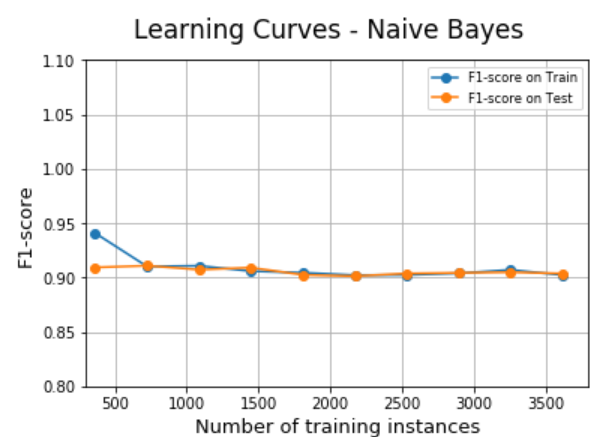 Learning Curves - Naive Bayes
1.10
1.05
1.00
0.95
0.90
0.85
0.80
F1-score
F1-score on Train
F1-score on Test
500 1000 1500 2000 2500 3000 3500
Number of training instances